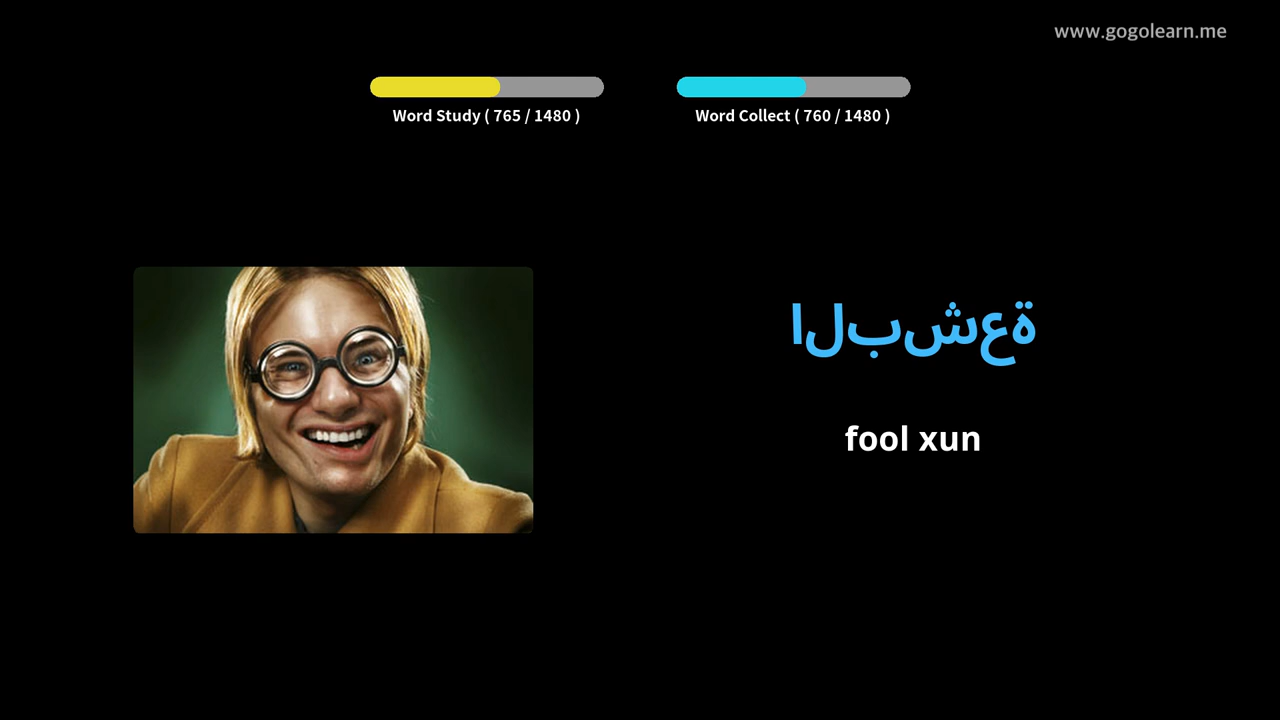 www.gogolearn.me
Word Study ( 765 / 1480 )
Word Collect ( 760 / 1480 )
البشعة
fool xun